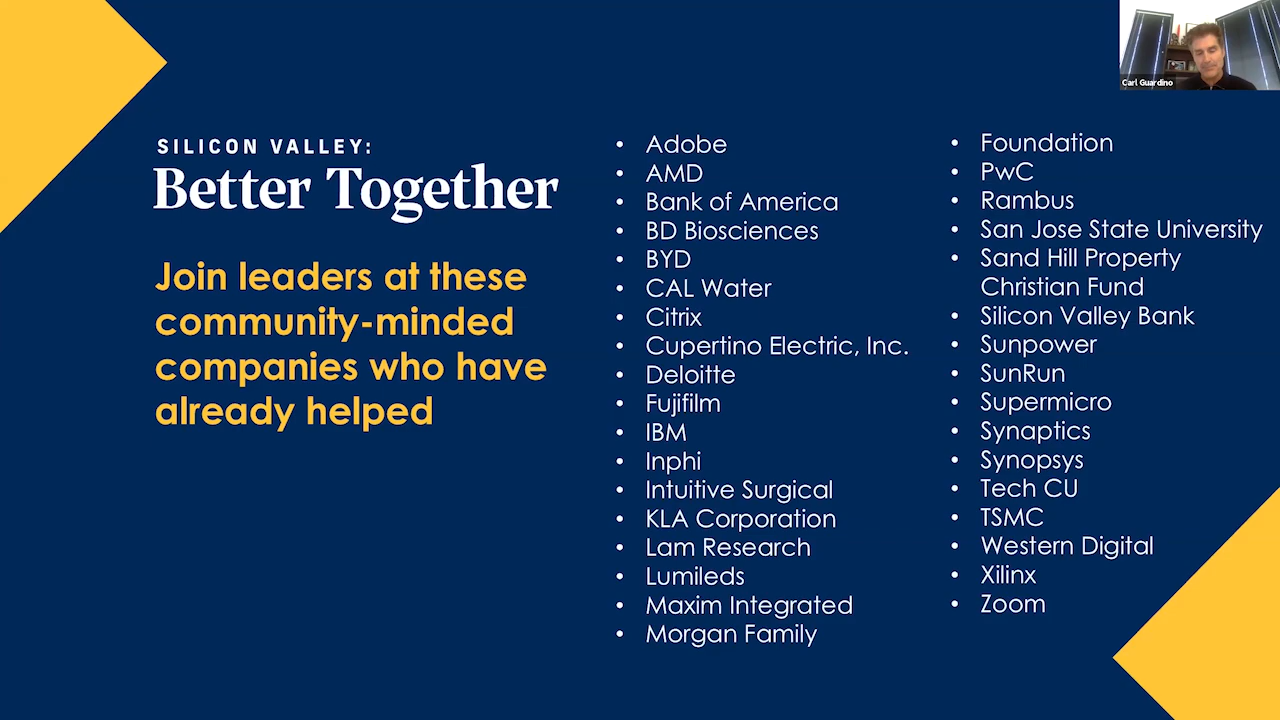 Carl Guardino
SILICON VALLEY:
Better Together
Join leaders at these
community-minded
companies who have
already helped
• Adobe
• AMD
• Bank of America
• BD Biosciences
• BYD
• CAL Water
• Citrix
• Cupertino Electric, Inc.
• Deloitte
• Fujifilm
• IBM
• Inphi
• Intuitive Surgical
• KLA Corporation
• Lam Research
• Lumileds
• Maxim Integrated
• Morgan Family
• Foundation
• PwC
• Rambus
• San Jose State University
• Sand Hill Property
Christian Fund
• Silicon Valley Bank
• Sunpower
• SunRun
• Supermicro
• Synaptics
• Synopsys
• Tech CU
• TSMC
• Western Digital
• Xilinx
• Zoom